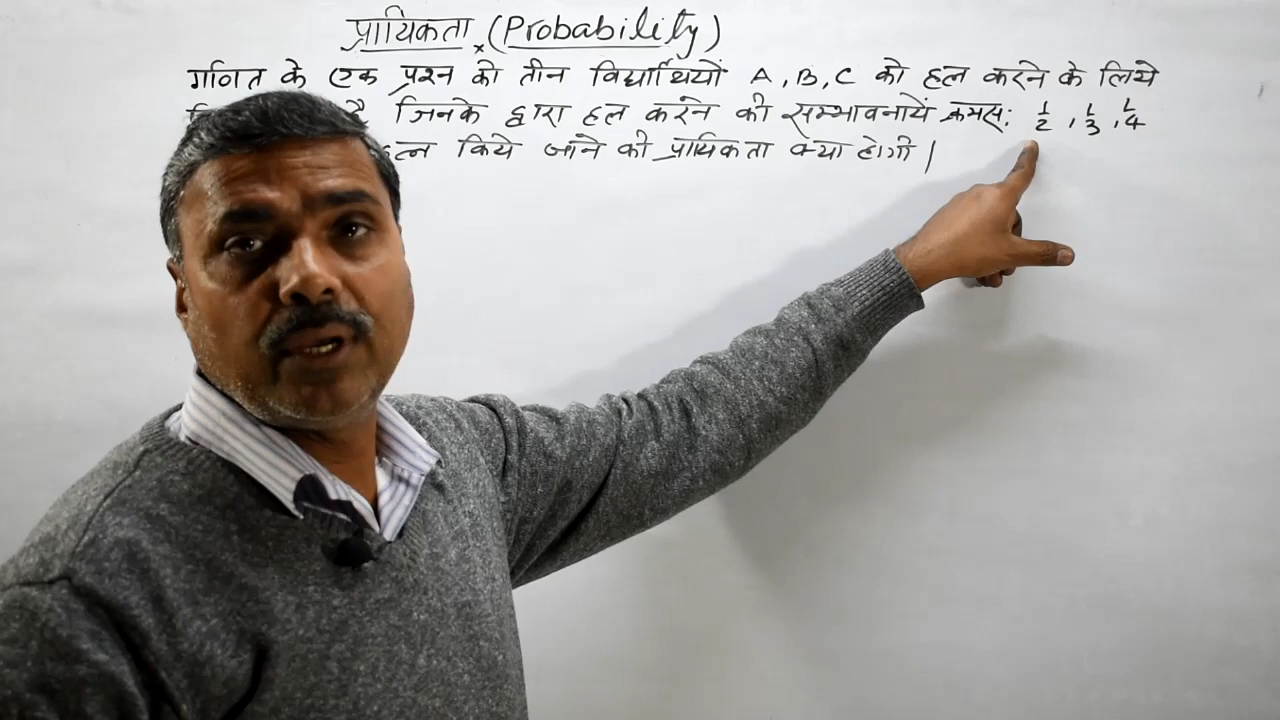 प्रायिकता (Probability)
गणित के एक प्रश्न को तीन विद्यार्थियों A, B, C को हल करने के लिये
है जिनके द्वारा हल करने की सम्भावनायें क्रमस: 1/2, 1/3, 1/4
किये जाने की प्रायिकता क्या होगी |